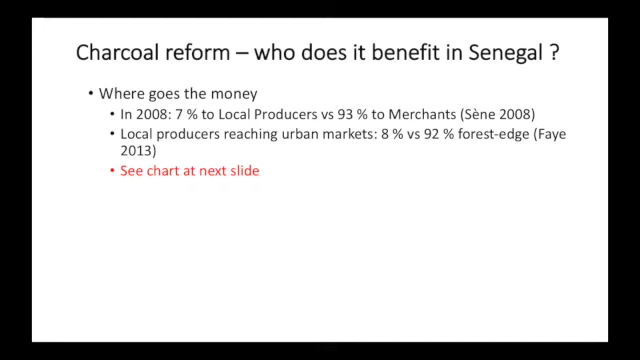 Charcoal reform – who does it benefit in Senegal ?
• Where goes the money
• In 2008: 7 % to Local Producers vs 93 % to Merchants (Sène 2008)
• Local producers reaching urban markets: 8 % vs 92 % forest-edge (Faye
2013)
• See chart at next slide